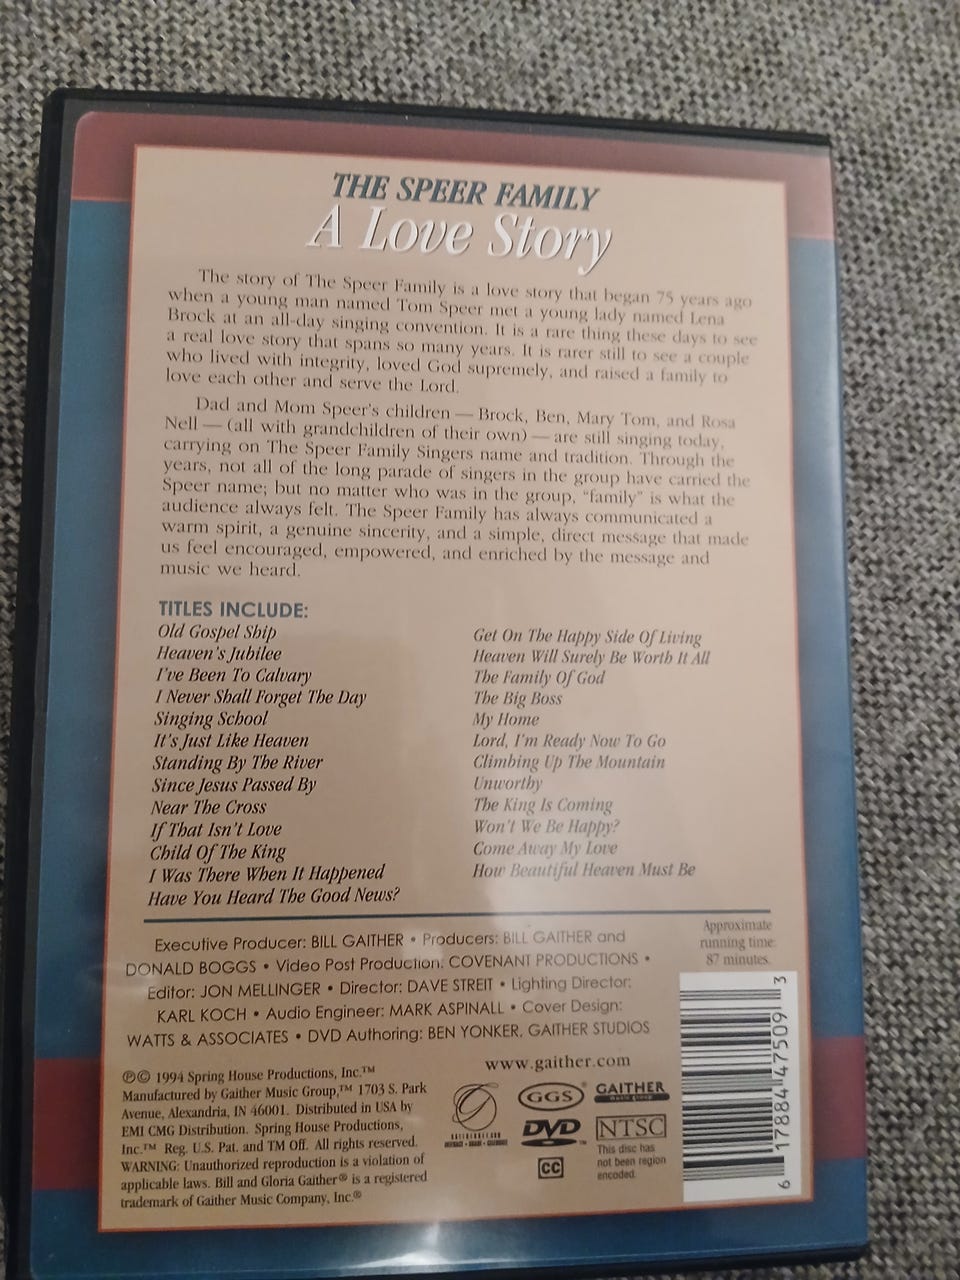 THE SPEER FAMILY
A Love Story
The story of The Speer Family is a love story that began 75 years ago
when a young man named Tom Speer met a young lady named Lena
Brock at an all-day singing convention. It is a rare thing these days to see
a real love story that spans so many years. It is rarer still to see a couple
who lived with integrity, loved God supremely, and raised a family to
love each other and serve the Lord.
Dad and Mom Speer's children — Brock, Ben, Mary Tom, and Rosa
Nell — (all with grandchildren of their own) — are still singing today,
carrying on The Speer Family Singers name and tradition. Through the
years, not all of the long parade of singers in the group have carried the
Speer name; but no matter who was in the group, "family" is what the
audience always felt. The Speer Family has always communicated a
warm spirit, a genuine sincerity, and a simple, direct message that made
us feel encouraged, empowered, and enriched by the message and
music we heard.
TITLES INCLUDE:
Old Gospel Ship
Heaven's Jubilee
I've Been To Calvary
I Never Shall Forget The Day
Singing School
It's Just Like Heaven
Standing By The River
Since Jesus Passed By
Near The Cross
If That Isn't Love
Child Of The King
I Was There When It Happened
Have You Heard The Good News?
Get On The Happy Side Of Living
Heaven Will Surely Be Worth It All
The Family Of God
The Big Boss
My Home
Lord, I'm Ready Now To Go
Climbing Up The Mountain
Unworthy
The King Is Coming
Won't We Be Happy?
Come Away My Love
How Beautiful Heaven Must Be
Executive Producer: BILL GAITHER • Producers: BILL GAITHER and
DONALD BOGGS • Video Post Production: COVENANT PRODUCTIONS •
Editor: JON MELLINGER • Director: DAVE STREIT • Lighting Director:
KARL KOCH • Audio Engineer: MARK ASPINALL • Cover Design:
WATTS & ASSOCIATES • DVD Authoring: BEN YONKER, GAITHER STUDIOS
Approximate
running time:
87 minutes.
℗© 1994 Spring House Productions, Inc.™
Manufactured by Gaither Music Group,™ 1703 S. Park
Avenue, Alexandria, IN 46001. Distributed in USA by
EMI CMG Distribution. Spring House Productions,
Inc.™ Reg. U.S. Pat. and TM Off. All rights reserved.
WARNING: Unauthorized reproduction is a violation of
applicable laws. Bill and Gloria Gaither® is a registered
trademark of Gaither Music Company, Inc.®
www.gaither.com
GGS
GAITHER
music group
DVD
NTSC
This disc has
not been region
encoded.
CC
6 17884 47509 3